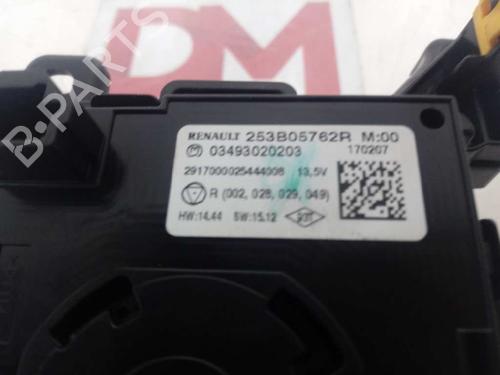 DM
RENAULT 253B05762R M:00
03493020203 170207
2917000025444008 13,5V
R (002, 028, 029, 049)
HW:14.44 SW:15.12
B-PARTS